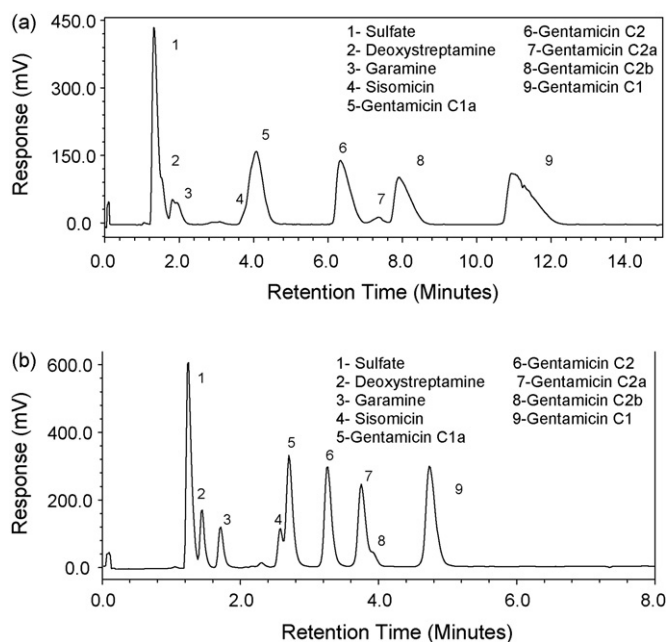 (a)
450.0
300.0
150.0
0.0
Response (mV)
1
2
3
4
5
6
7
8
9
1- Sulfate 6-Gentamicin C2
2- Deoxystreptamine 7-Gentamicin C2a
3- Garamine 8-Gentamicin C2b
4- Sisomicin 9-Gentamicin C1
5-Gentamicin C1a
0.0 2.0 4.0 6.0 8.0 10.0 12.0 14.0
Retention Time (Minutes)
(b)
600.0
400.0
200.0
0.0
Response (mV)
1
2
3
4
5
6
7
8
9
1- Sulfate 6-Gentamicin C2
2- Deoxystreptamine 7-Gentamicin C2a
3- Garamine 8-Gentamicin C2b
4- Sisomicin 9-Gentamicin C1
5-Gentamicin C1a
0.0 2.0 4.0 6.0 8.0
Retention Time (Minutes)